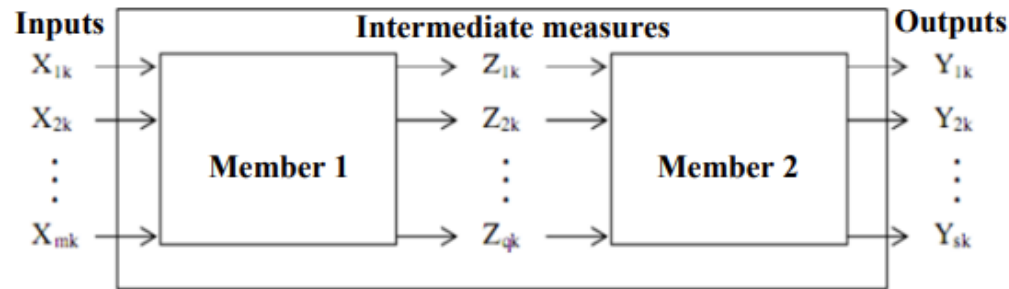 Inputs Intermediate measures Outputs
X1k Z1k Y1k
X2k Z2k Y2k
⋮ Member 1 ⋮ Member 2 ⋮
Xmk Zqk Ysk